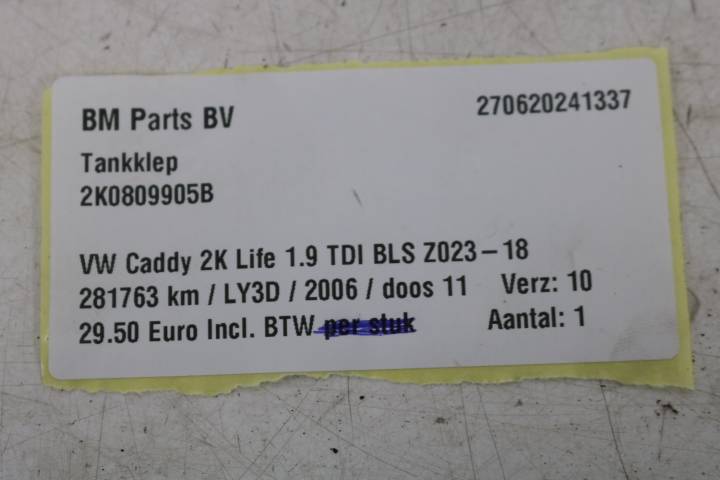 BM Parts BV 270620241337
Tankklep
2K0809905B
VW Caddy 2K Life 1.9 TDI BLS Z023-18
281763 km / LY3D / 2006 / doos 11 Verz: 10
29.50 Euro Incl. BTW per stuk Aantal: 1